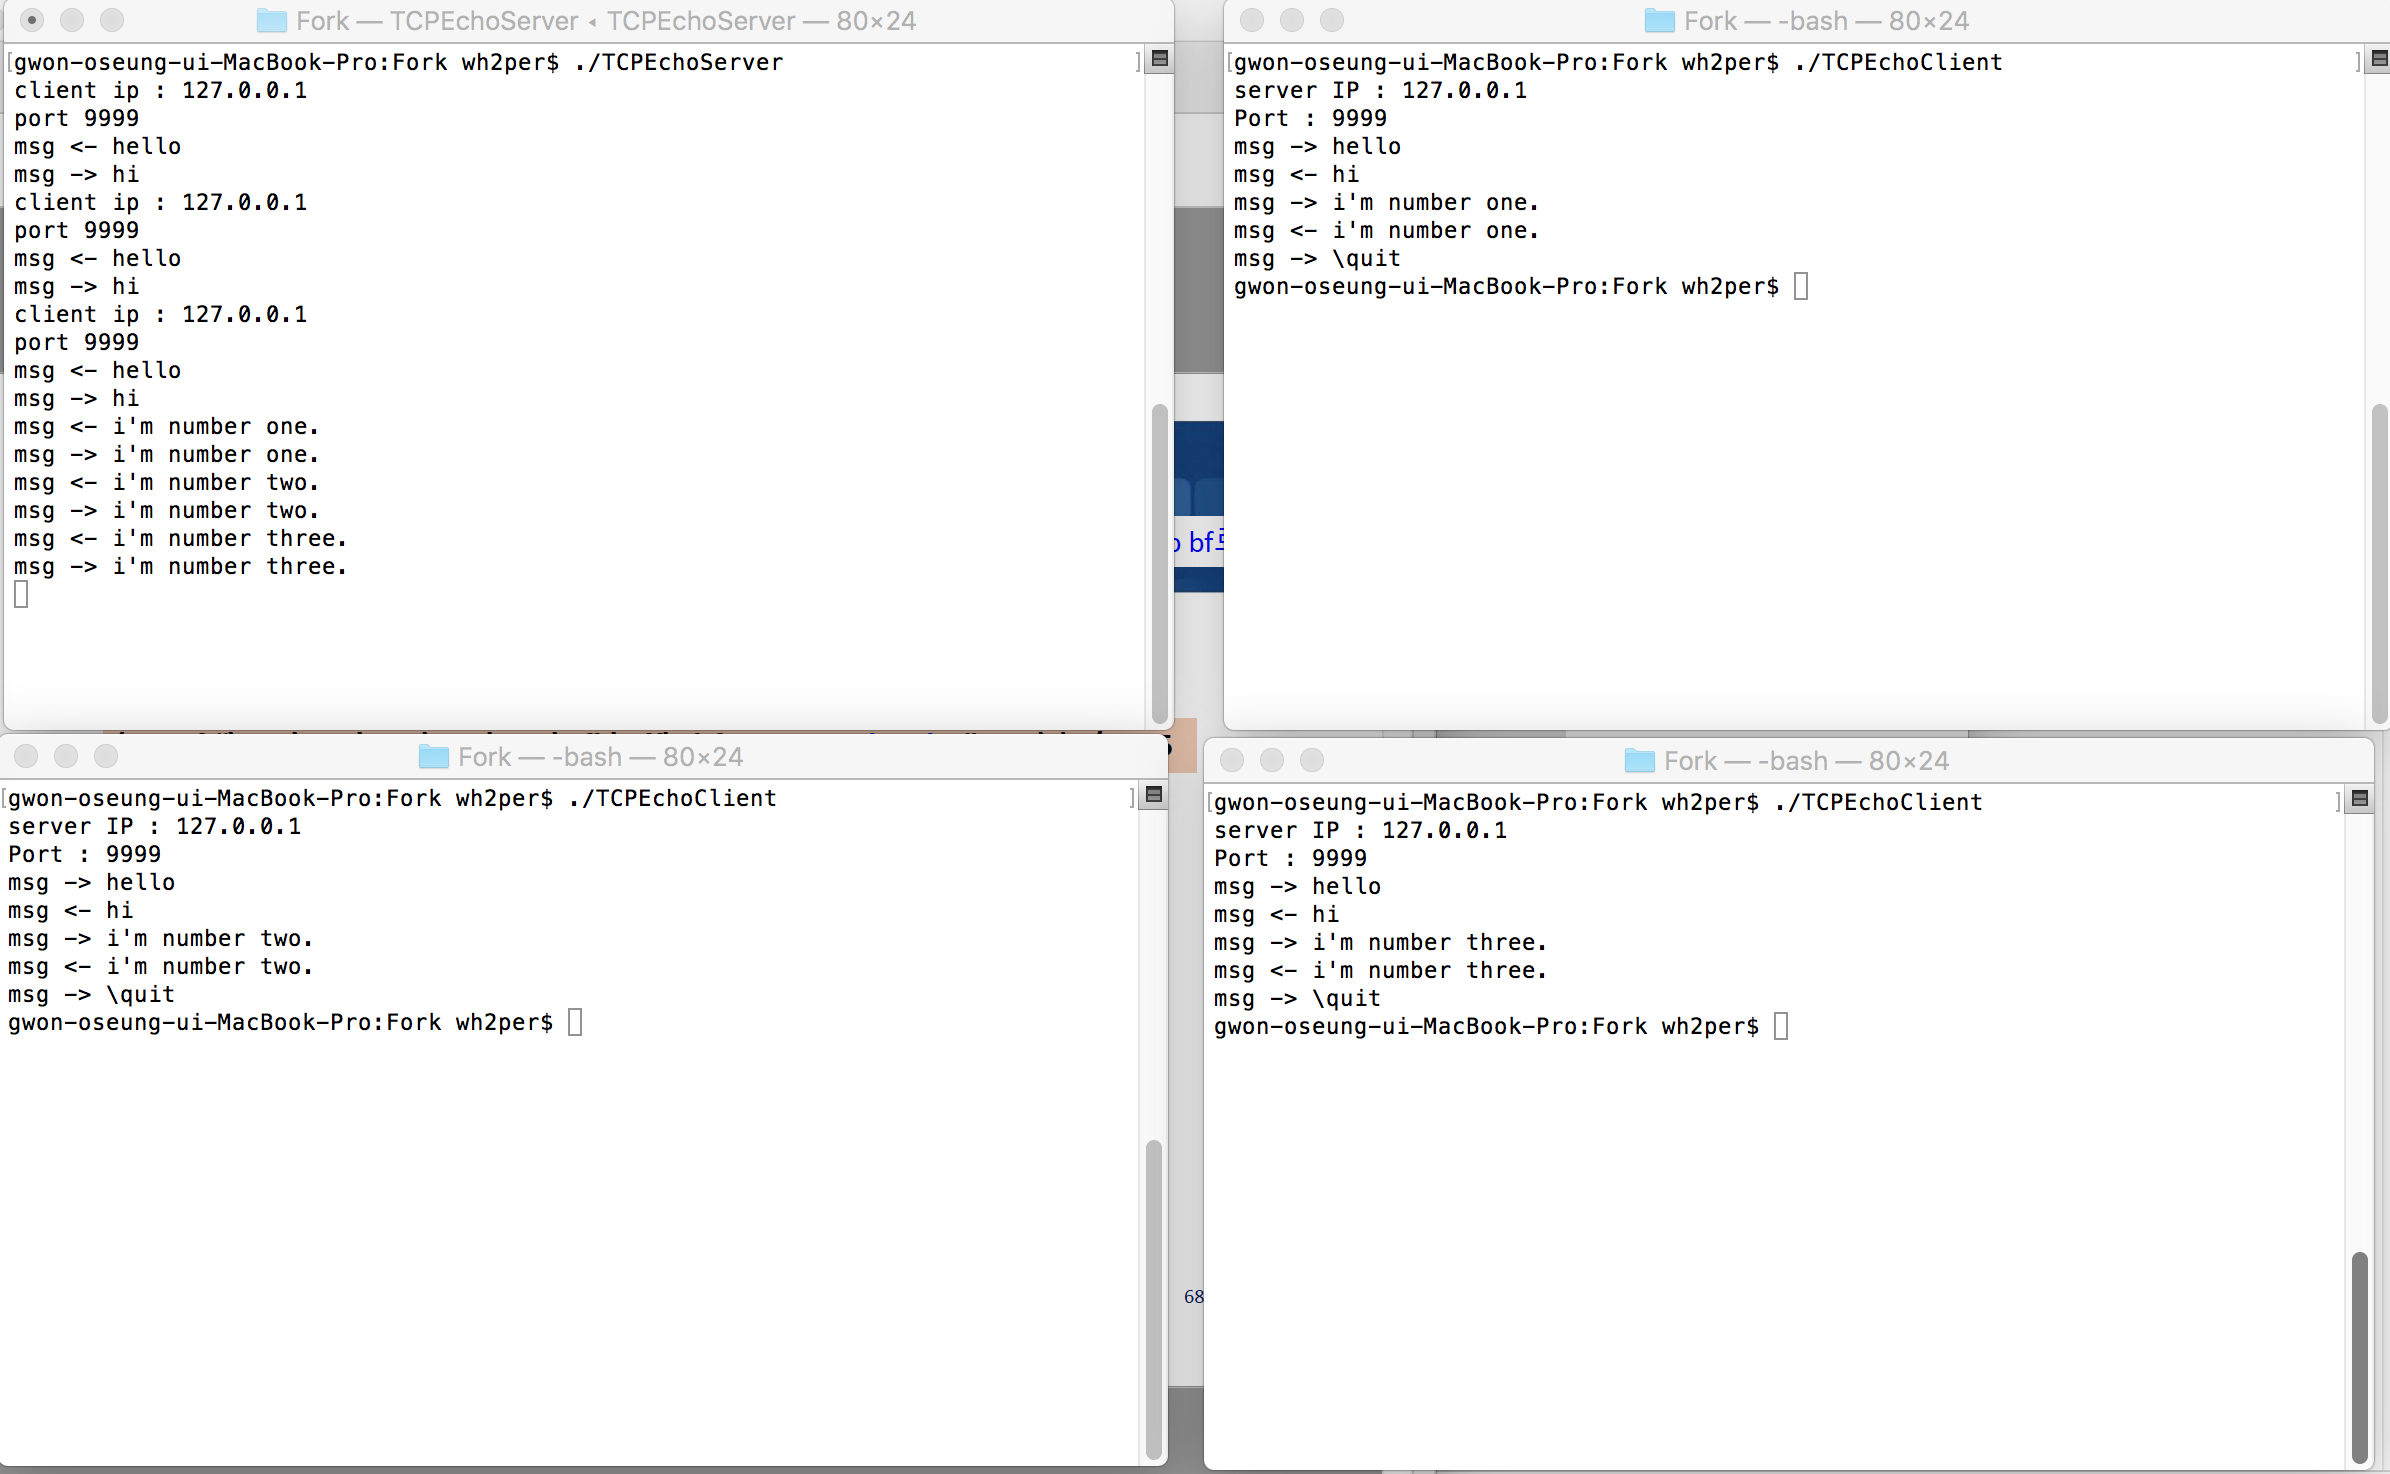 Fork — TCPEchoServer ◂ TCPEchoServer — 80×24
[gwon-oseung-ui-MacBook-Pro:Fork wh2per$ ./TCPEchoServer ]
client ip : 127.0.0.1
port 9999
msg <- hello
msg -> hi
client ip : 127.0.0.1
port 9999
msg <- hello
msg -> hi
client ip : 127.0.0.1
port 9999
msg <- hello
msg -> hi
msg <- i'm number one.
msg -> i'm number one.
msg <- i'm number two.
msg -> i'm number two.
msg <- i'm number three.
msg -> i'm number three.
Fork — -bash — 80×24
[gwon-oseung-ui-MacBook-Pro:Fork wh2per$ ./TCPEchoClient ]
server IP : 127.0.0.1
Port : 9999
msg -> hello
msg <- hi
msg -> i'm number one.
msg <- i'm number one.
msg -> \quit
gwon-oseung-ui-MacBook-Pro:Fork wh2per$
bf
Fork — -bash — 80×24
[gwon-oseung-ui-MacBook-Pro:Fork wh2per$ ./TCPEchoClient ]
server IP : 127.0.0.1
Port : 9999
msg -> hello
msg <- hi
msg -> i'm number two.
msg <- i'm number two.
msg -> \quit
gwon-oseung-ui-MacBook-Pro:Fork wh2per$
68
Fork — -bash — 80×24
[gwon-oseung-ui-MacBook-Pro:Fork wh2per$ ./TCPEchoClient ]
server IP : 127.0.0.1
Port : 9999
msg -> hello
msg <- hi
msg -> i'm number three.
msg <- i'm number three.
msg -> \quit
gwon-oseung-ui-MacBook-Pro:Fork wh2per$